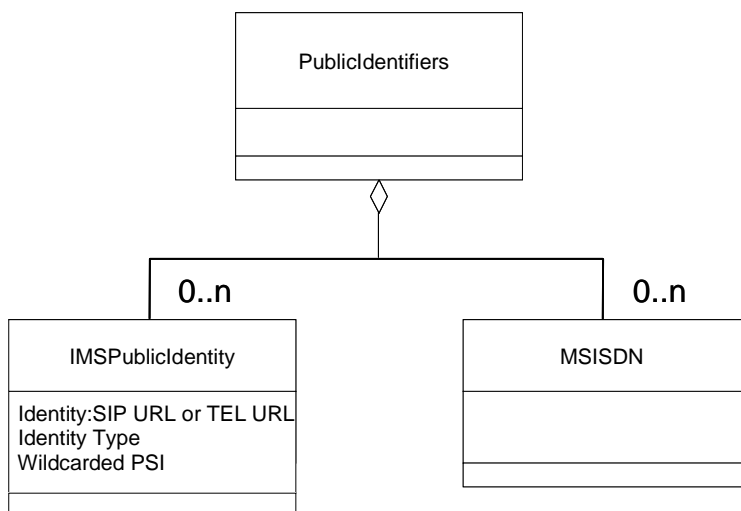 PublicIdentifiers
0..n
0..n
IMSPublicIdentity
MSISDN
Identity:SIP URL or TEL URL
Identity Type
Wildcarded PSI